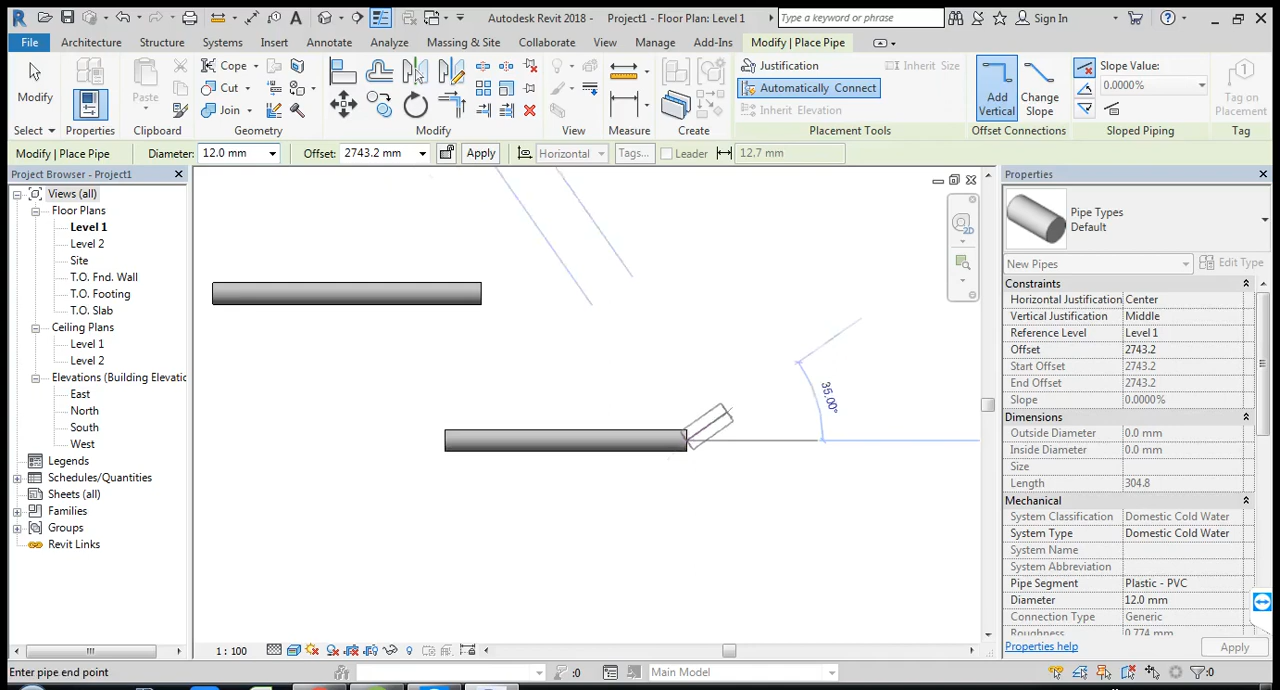 Autodesk Revit 2018 - Project1 - Floor Plan: Level 1
Type a keyword or phrase
Sign In
File Architecture Structure Systems Insert Annotate Analyze Massing & Site Collaborate View Manage Add-Ins Modify | Place Pipe
Modify
Paste
Cope
Cut
Join
Justification
Automatically Connect
Inherit Elevation
Inherit Size
Add Vertical
Change Slope
Slope Value:
0.0000%
Tag on Placement
Select Properties Clipboard Geometry Modify View Measure Create Placement Tools Offset Connections Sloped Piping Tag
Modify | Place Pipe Diameter: 12.0 mm Offset: 2743.2 mm Apply Horizontal Tags... Leader 12.7 mm
Project Browser - Project1
Views (all)
Floor Plans
Level 1
Level 2
Site
T.O. Fnd. Wall
T.O. Footing
T.O. Slab
Ceiling Plans
Level 1
Level 2
Elevations (Building Elevatio
East
North
South
West
Legends
Schedules/Quantities
Sheets (all)
Families
Groups
Revit Links
2D
35.00°
Properties
Pipe Types
Default
New Pipes Edit Type
Constraints
Horizontal Justification Center
Vertical Justification Middle
Reference Level Level 1
Offset 2743.2
Start Offset 2743.2
End Offset 2743.2
Slope 0.0000%
Dimensions
Outside Diameter 0.0 mm
Inside Diameter 0.0 mm
Size
Length 304.8
Mechanical
System Classification Domestic Cold Water
System Type Domestic Cold Water
System Name
System Abbreviation
Pipe Segment Plastic - PVC
Diameter 12.0 mm
Connection Type Generic
Roughness 0.774 mm
Properties help Apply
1 : 100
Enter pipe end point :0 Main Model :0